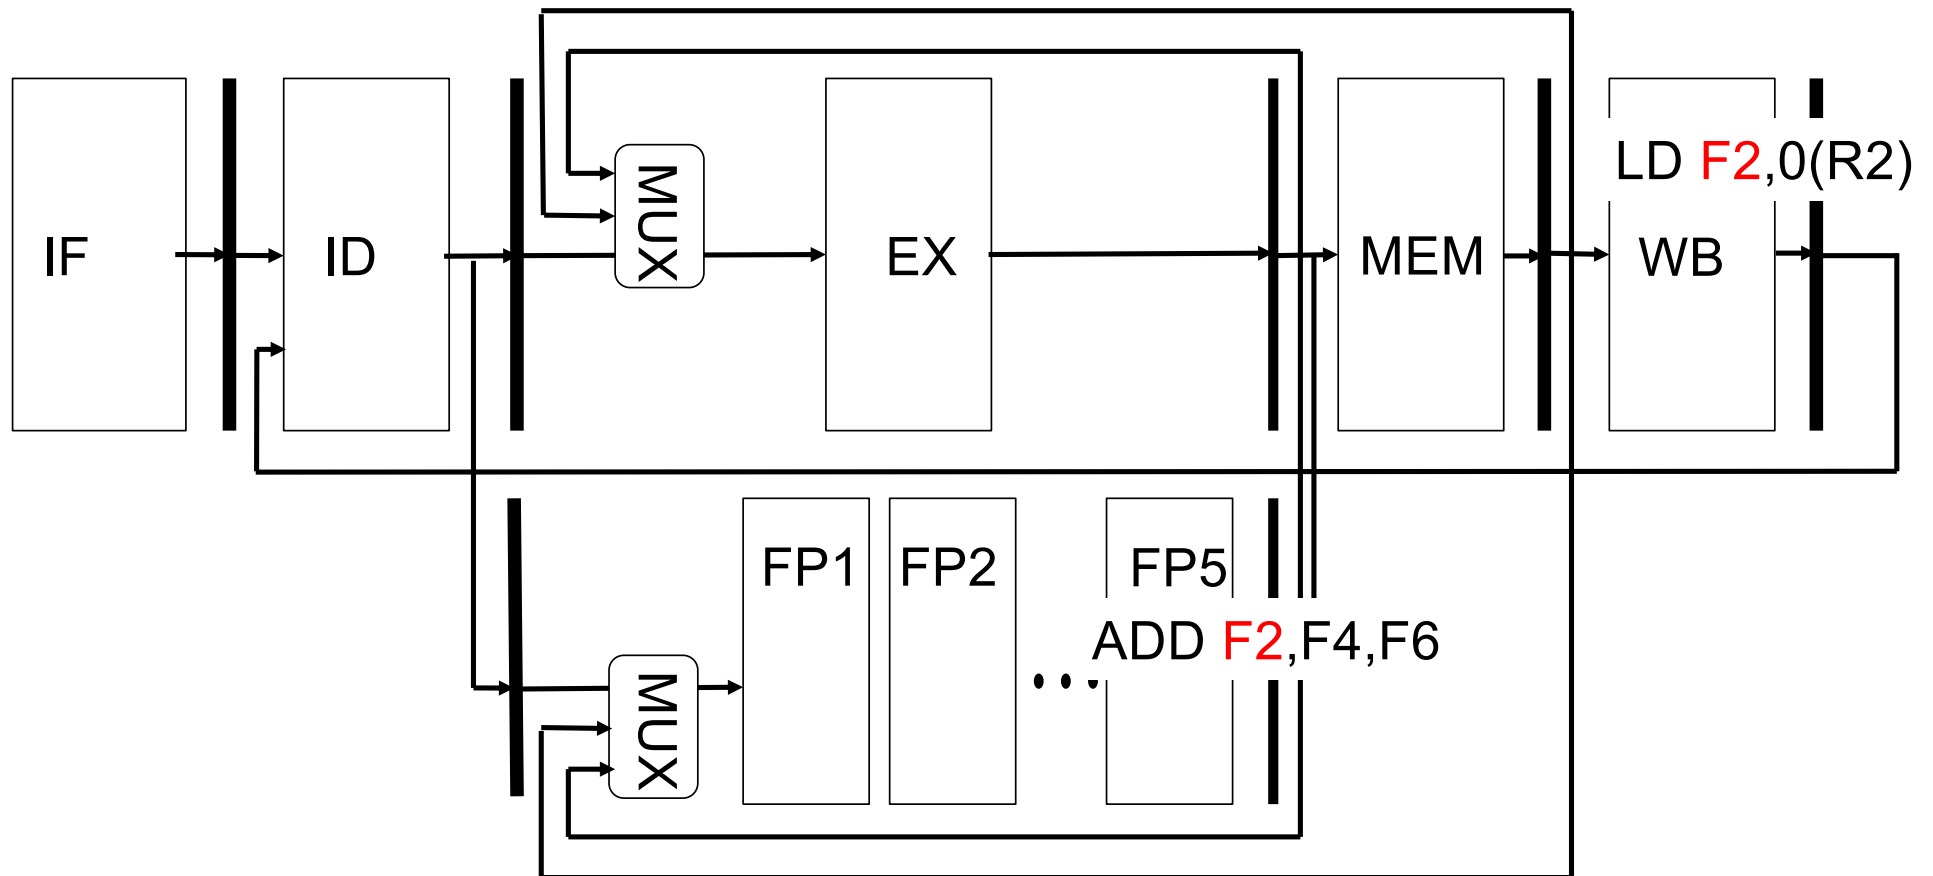 LD F2,0(R2)
IF
ID
MUX
EX
MEM
WB
FP1
FP2
FP5
ADD F2,F4,F6
MUX